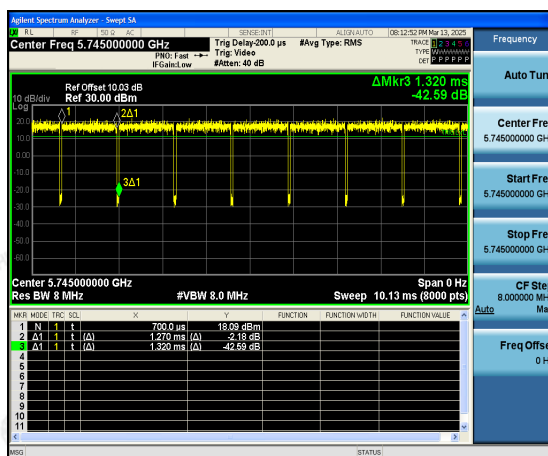 Agilent Spectrum Analyzer - Swept SA
RL RF 50 Ω AC SENSE:INT ALIGN AUTO 08:12:52 PM Mar 13, 2025
Center Freq 5.745000000 GHz
PNO: Fast
IFGain:Low
Trig Delay-200.0 µs
Trig: Video
#Atten: 40 dB
#Avg Type: RMS
TRACE 1 2 3 4 5 6
TYPE
DET P P P P P P
Ref Offset 10.03 dB
Ref 30.00 dBm
10 dB/div
Log
ΔMkr3 1.320 ms
-42.59 dB
1
2Δ1
3Δ1
20.0
10.0
0.00
-10.0
-20.0
-30.0
-40.0
-50.0
-60.0
Center 5.745000000 GHz
Res BW 8 MHz
#VBW 8.0 MHz
Span 0 Hz
Sweep 10.13 ms (8000 pts)
MKR MODE TRC SCL X Y FUNCTION FUNCTION WIDTH FUNCTION VALUE
1 N 1 t 700.0 µs 18.09 dBm
2 Δ1 1 t (Δ) 1.270 ms (Δ) -2.18 dB
3 Δ1 1 t (Δ) 1.320 ms (Δ) -42.59 dB
4
5
6
7
8
9
10
11
MSG STATUS
Frequency
Auto Tun
Center Fre
5.745000000 GH
Start Fre
5.745000000 GH
Stop Fre
5.745000000 GH
CF Ste
8.000000 MH
Auto Ma
Freq Offse
0 H